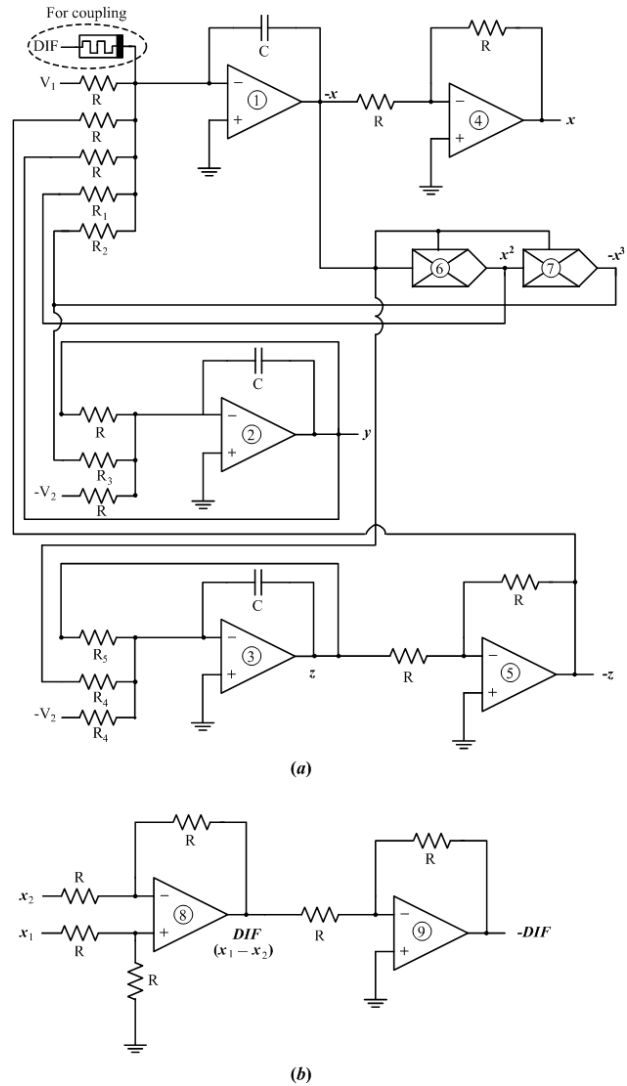 For coupling
DIF
V₁
R
R
R
R₁
R₂
C
1
-x
R
R
4
x
6
x²
7
-x³
R
R₃
-V₂
R
C
2
y
R₅
R₄
-V₂
R₄
C
3
z
R
R
5
-z
(a)
x₂
R
R
x₁
R
R
8
DIF
(x₁ – x₂)
R
R
9
-DIF
(b)